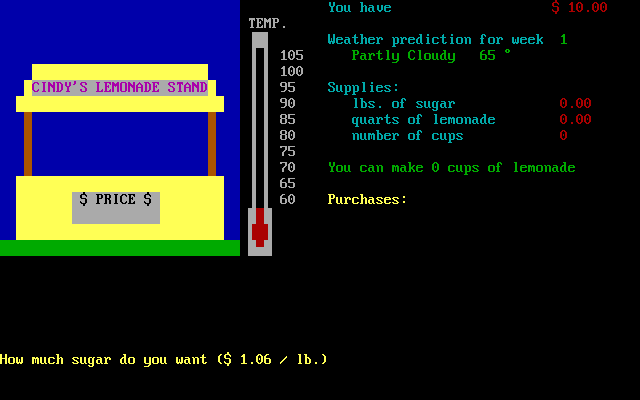 You have $ 10.00
TEMP.
Weather prediction for week 1
Partly Cloudy 65 °
105
100
95
90
85
80
75
70
65
60
CINDY'S LEMONADE STAND
Supplies:
lbs. of sugar 0.00
quarts of lemonade 0.00
number of cups 0
You can make 0 cups of lemonade
$ PRICE $
Purchases:
How much sugar do you want ($ 1.06 / lb.)